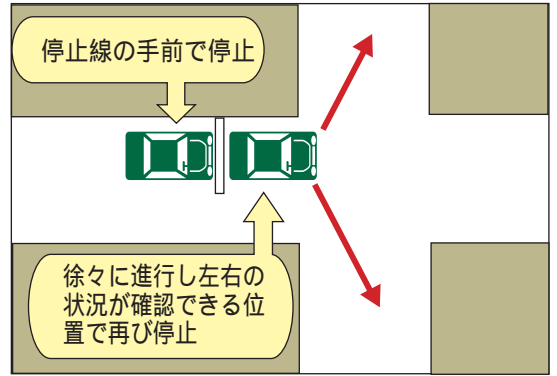 停止線の手前で停止
徐々に進行し左右の
状況が確認できる位
置で再び停止